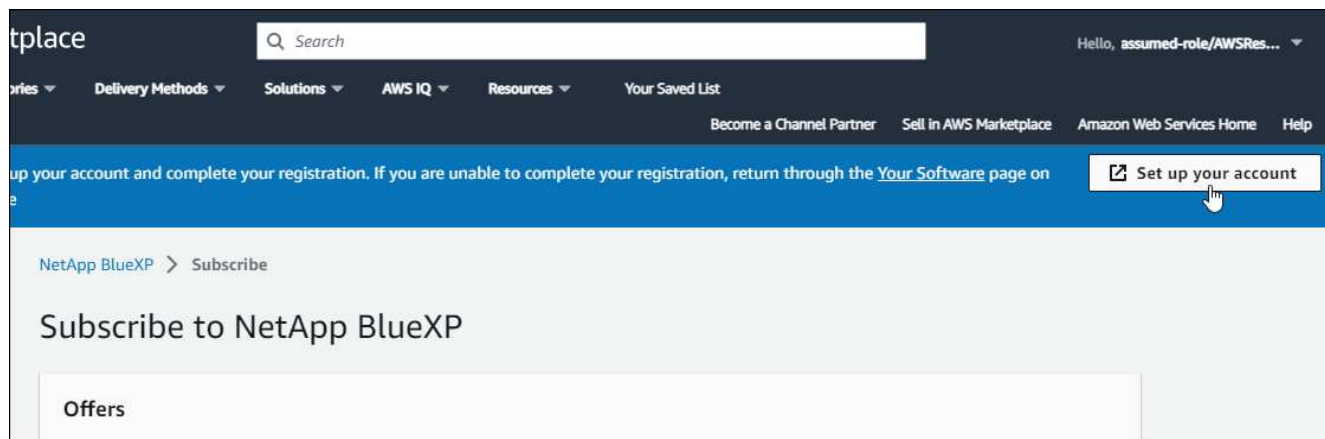 tplace
Search
Hello, assumed-role/AWSRes...
ories Delivery Methods Solutions AWS IQ Resources Your Saved List
Become a Channel Partner Sell in AWS Marketplace Amazon Web Services Home Help
up your account and complete your registration. If you are unable to complete your registration, return through the Your Software page on
e
Set up your account
NetApp BlueXP > Subscribe
Subscribe to NetApp BlueXP
Offers